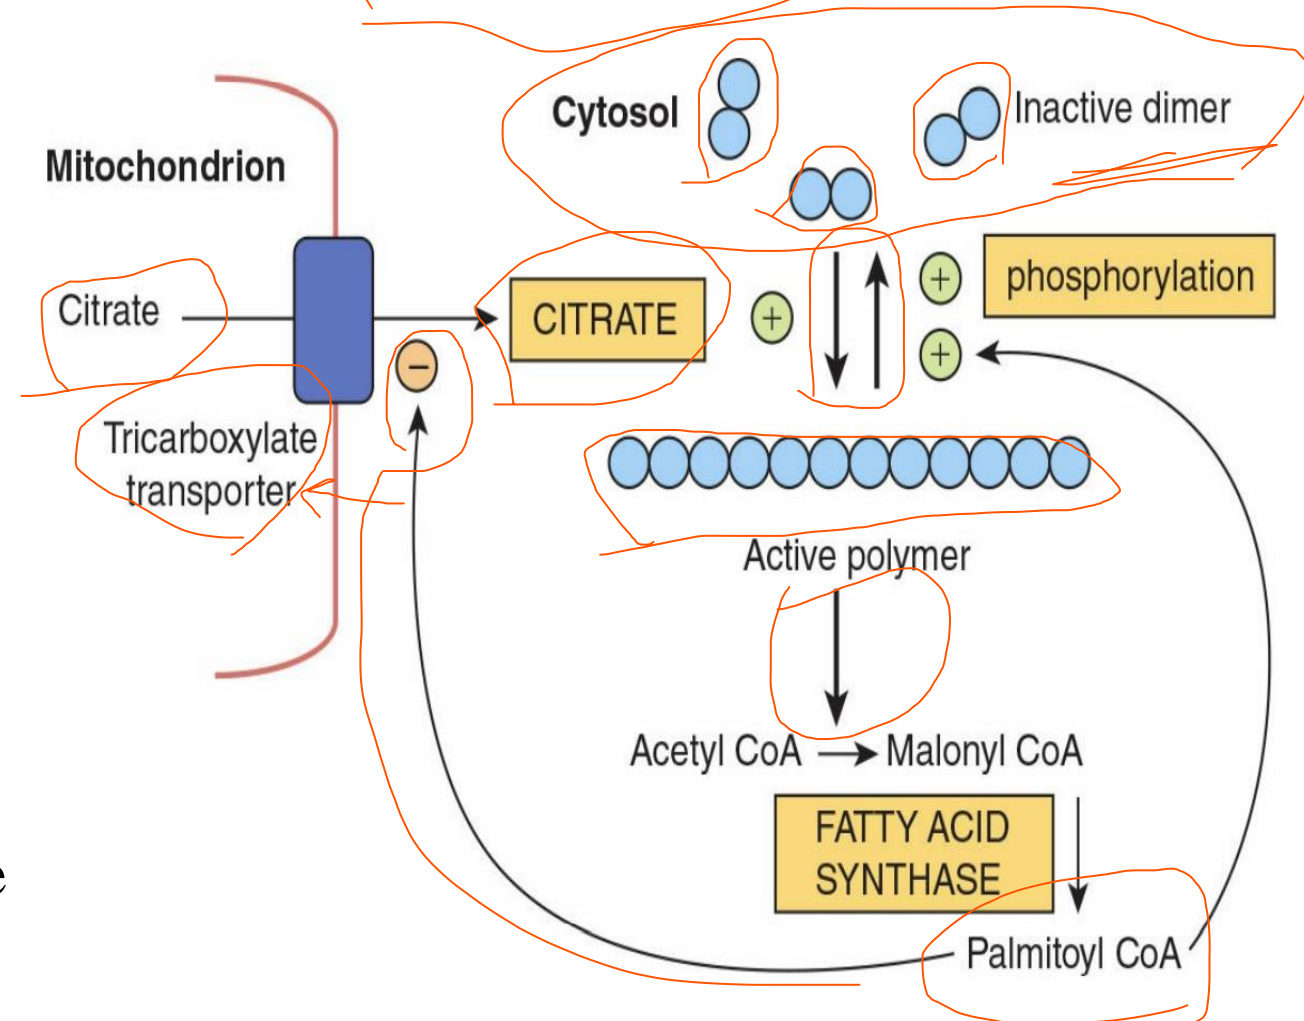 Cytosol
Inactive dimer
Mitochondrion
phosphorylation
Citrate
CITRATE
+
+
+
−
Tricarboxylate
transporter
Active polymer
Acetyl CoA → Malonyl CoA
FATTY ACID
SYNTHASE
e
Palmitoyl CoA